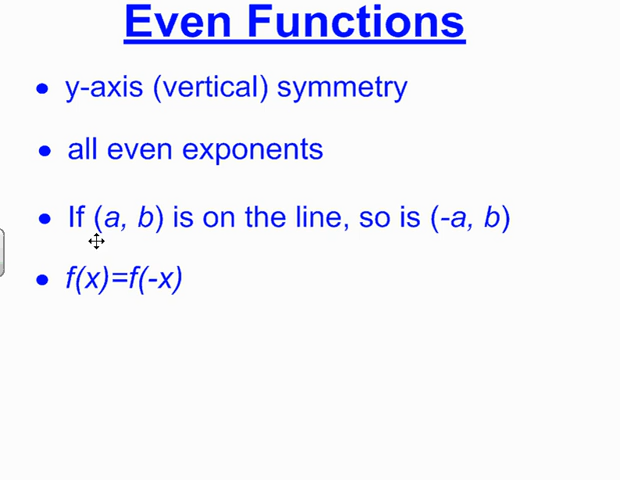 Even Functions
• y-axis (vertical) symmetry
• all even exponents
• If (a, b) is on the line, so is (-a, b)
• f(x)=f(-x)